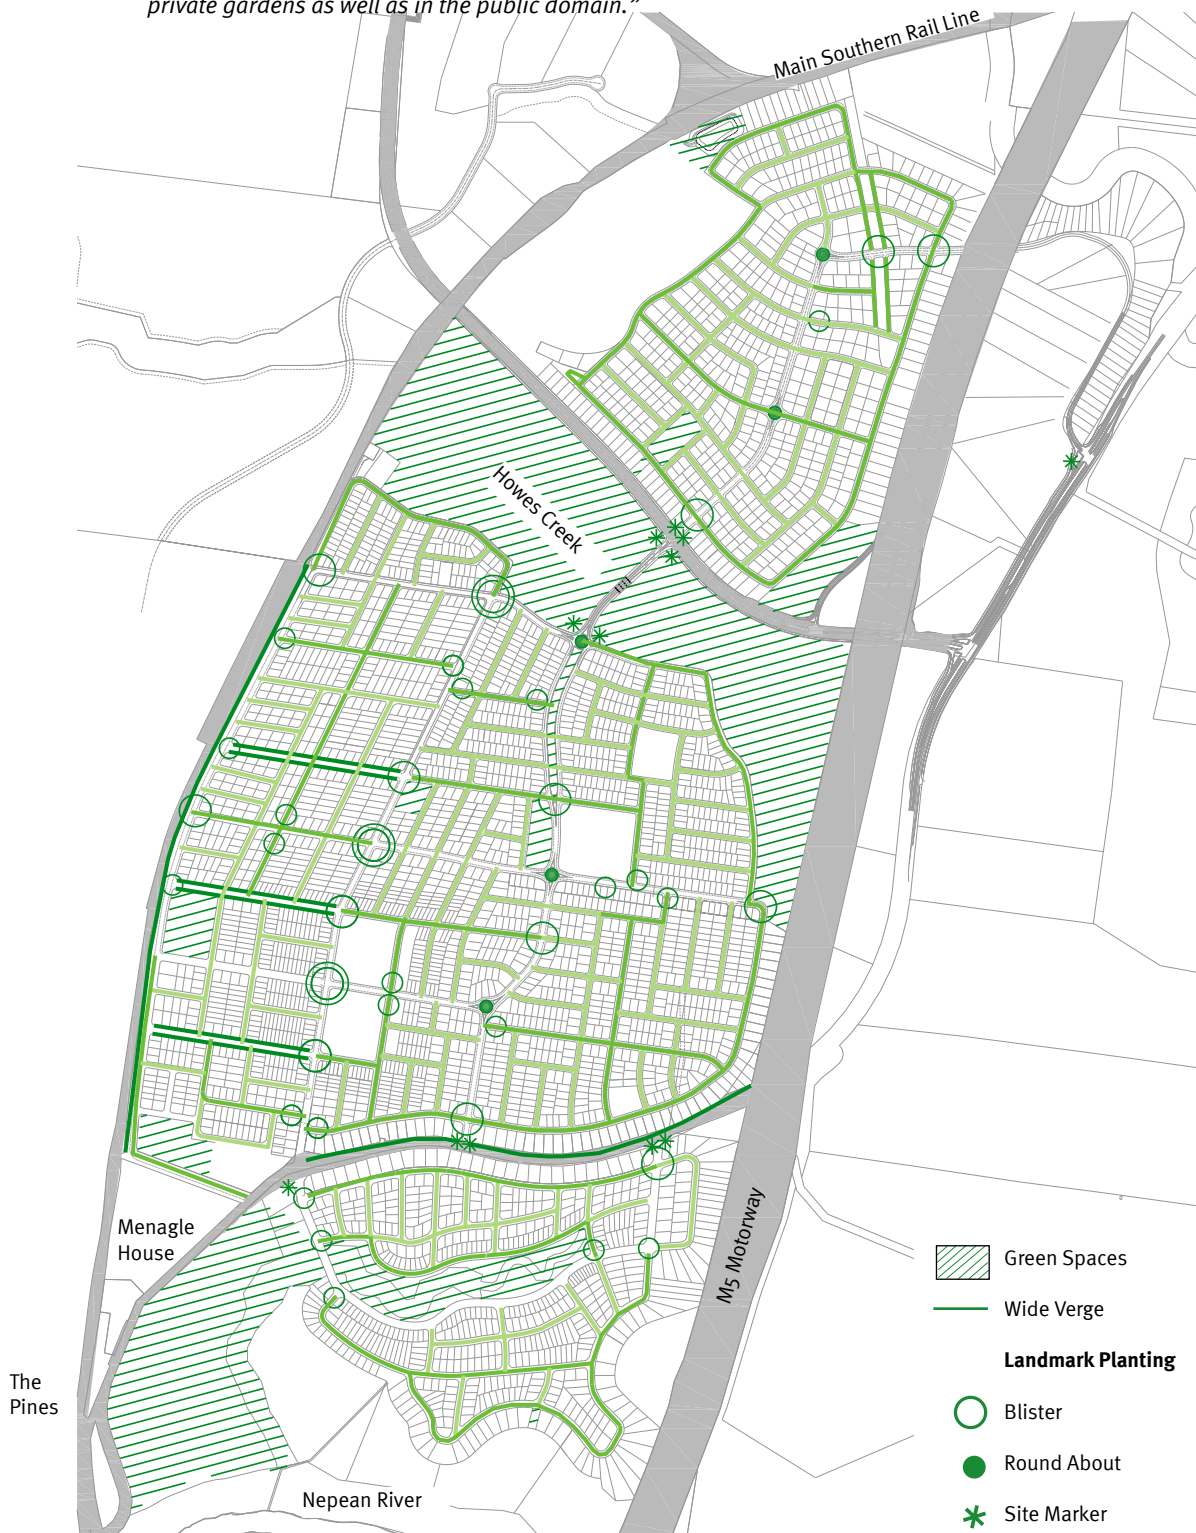 private gardens as well as in the public domain.”
Main Southern Rail Line
Howes Creek
Menagle
House
M5 Motorway
The
Pines
Nepean River
Green Spaces
Wide Verge
Landmark Planting
Blister
Round About
Site Marker